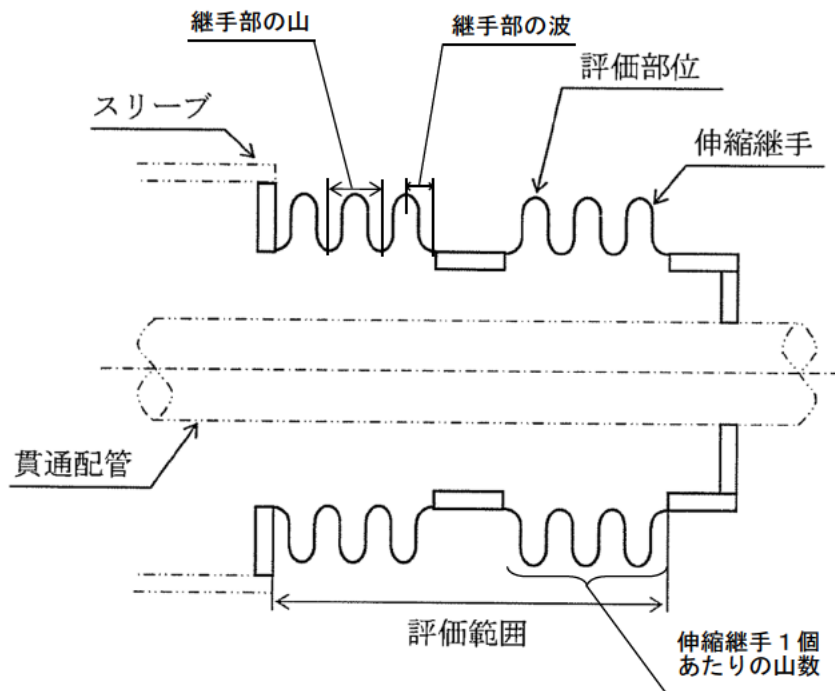 継手部の山
継手部の波
評価部位
スリーブ
伸縮継手
貫通配管
評価範囲
伸縮継手1個
あたりの山数